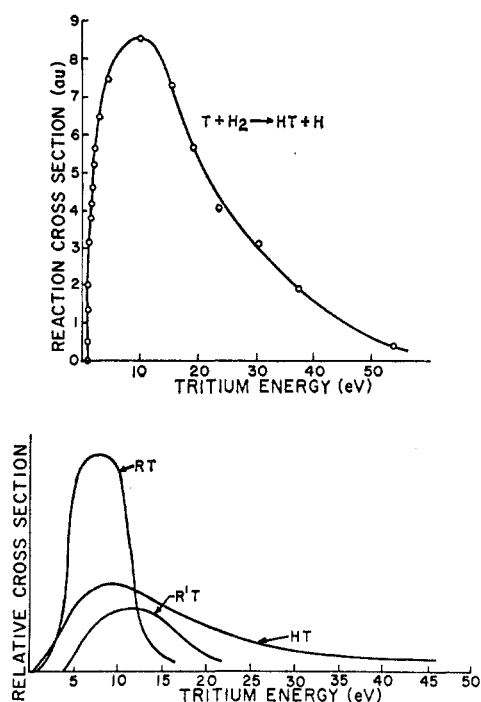 REACTION CROSS SECTION (au)
9
8
7
6
5
4
3
2
1
0
T+H2→HT+H
10 20 30 40 50 60
TRITIUM ENERGY (eV)
RELATIVE CROSS SECTION
RT
R'T
HT
5 10 15 20 25 30 35 40 45 50
TRITIUM ENERGY (eV)